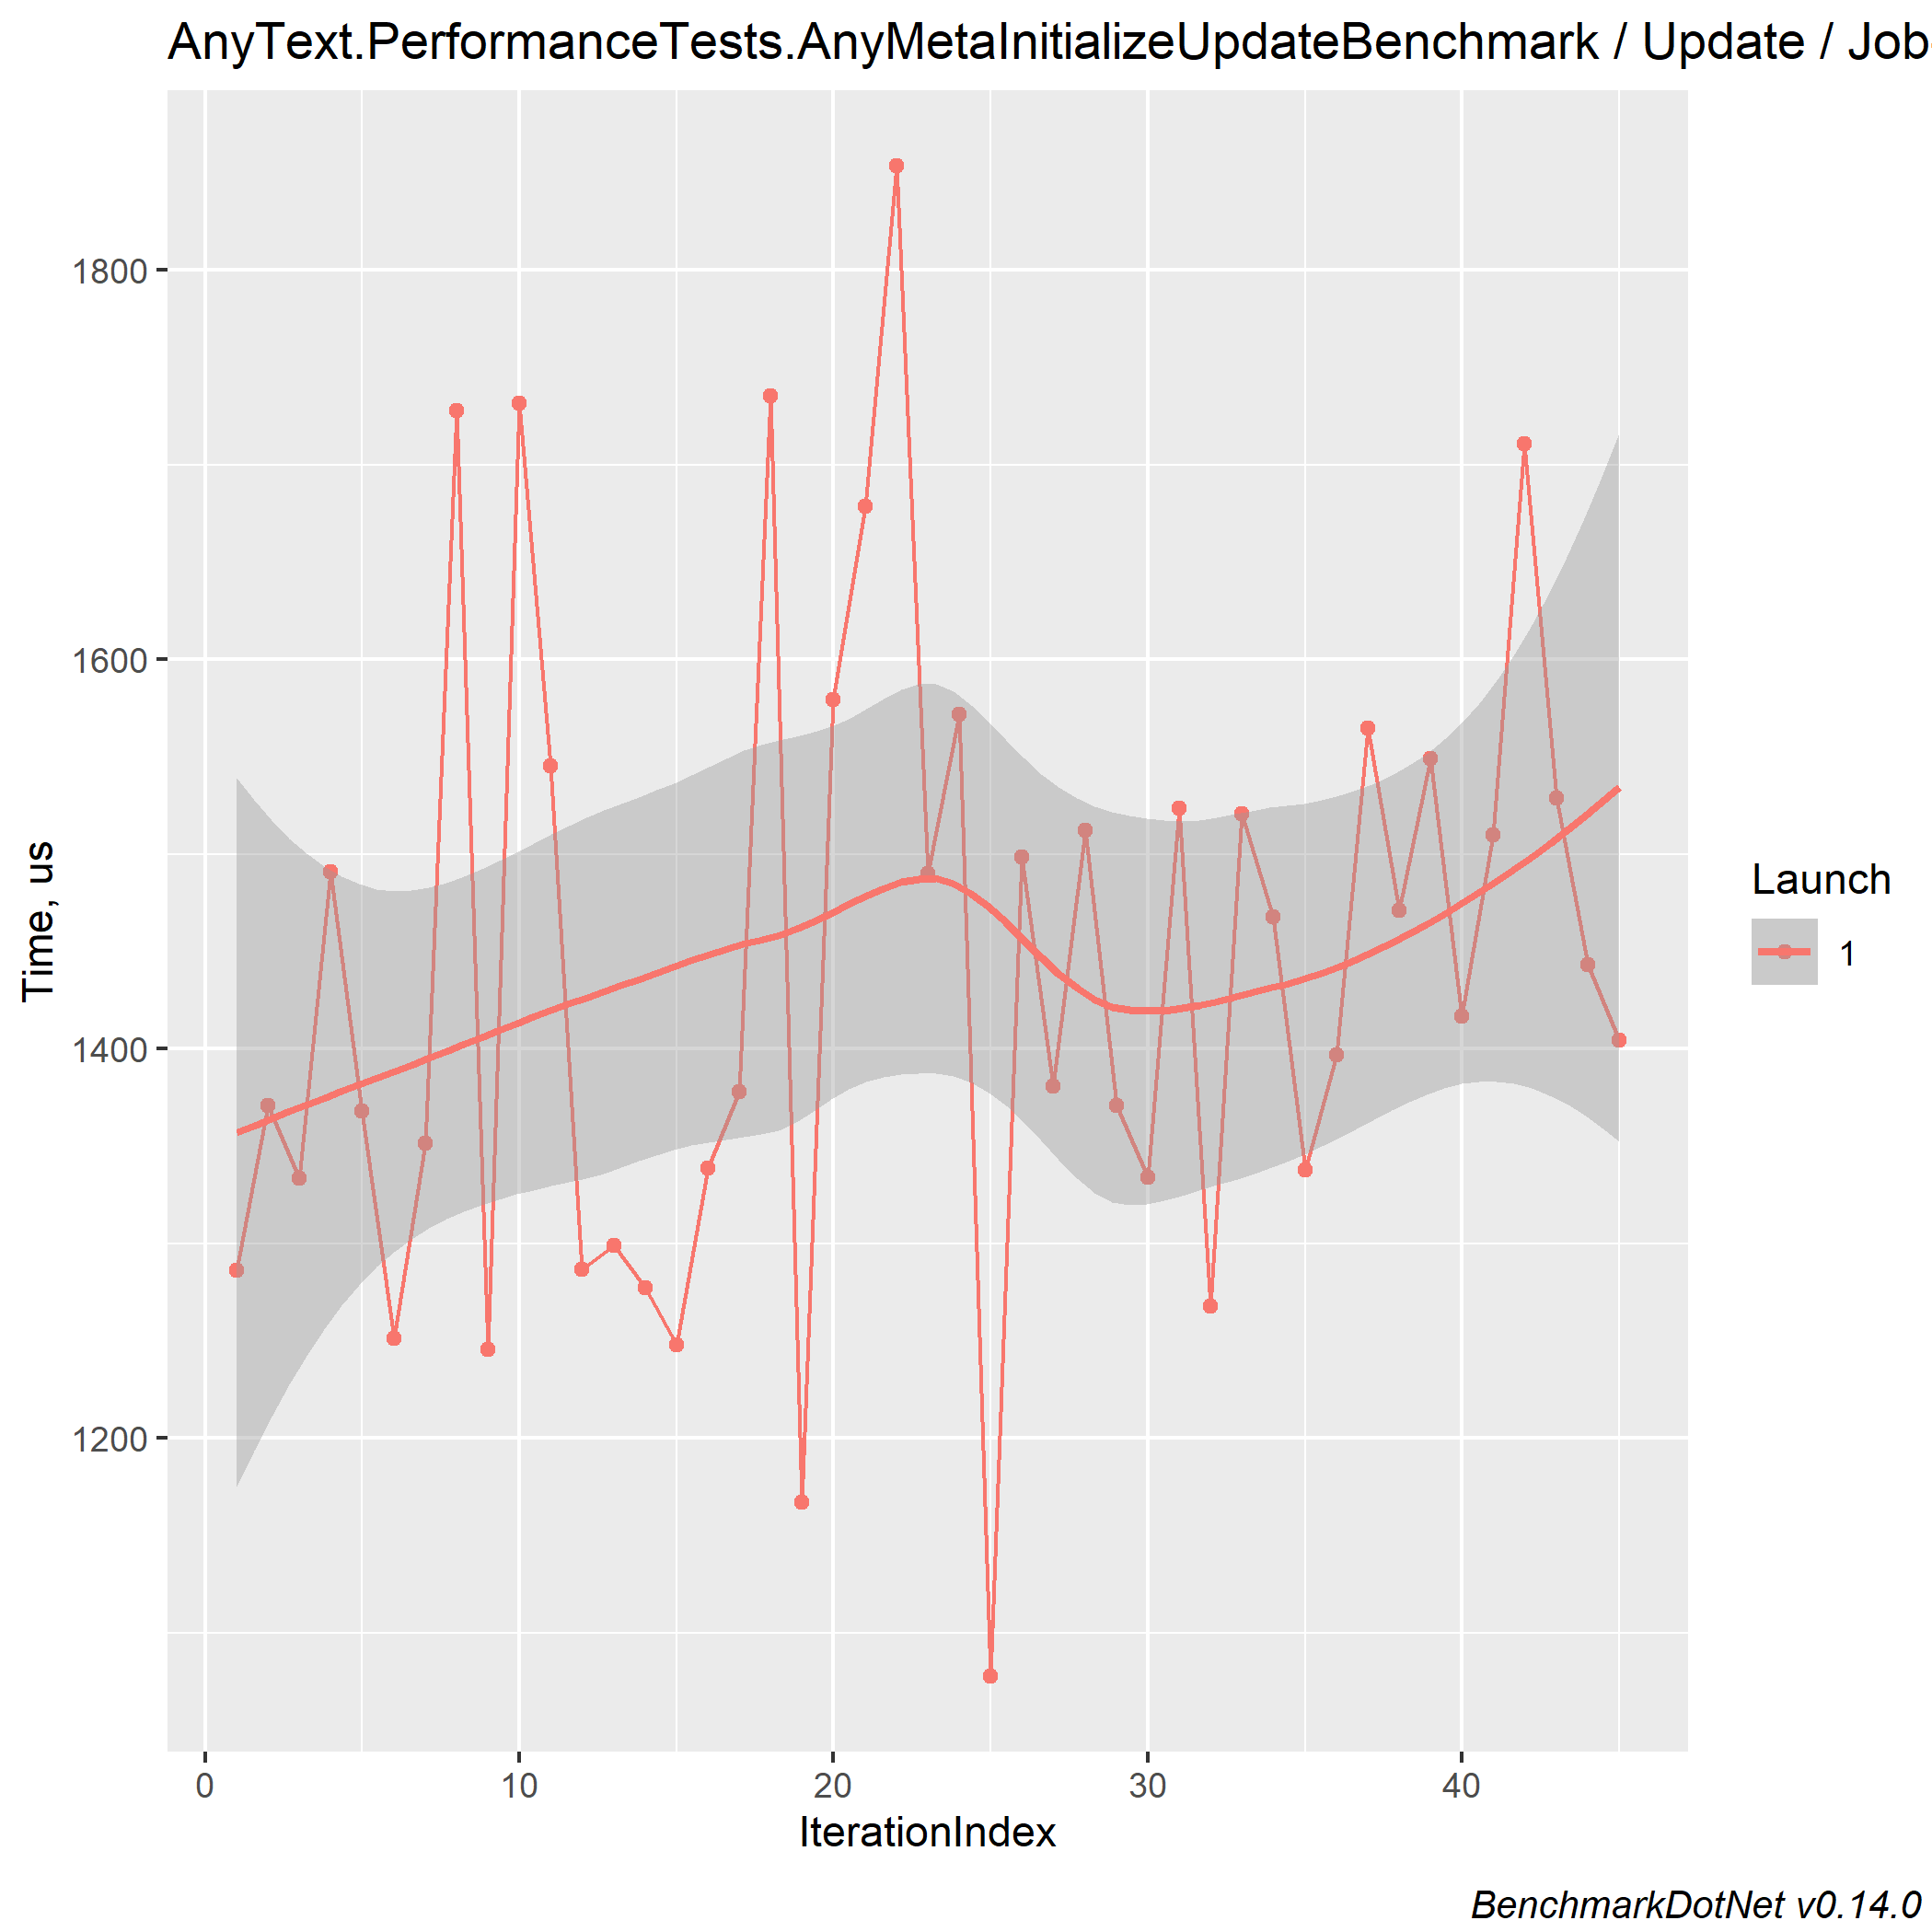 AnyText.PerformanceTests.AnyMetaInitializeUpdateBenchmark / Update / Job
1800
1600
1400
1200
Time, us
0 10 20 30 40
IterationIndex
Launch
1
BenchmarkDotNet v0.14.0